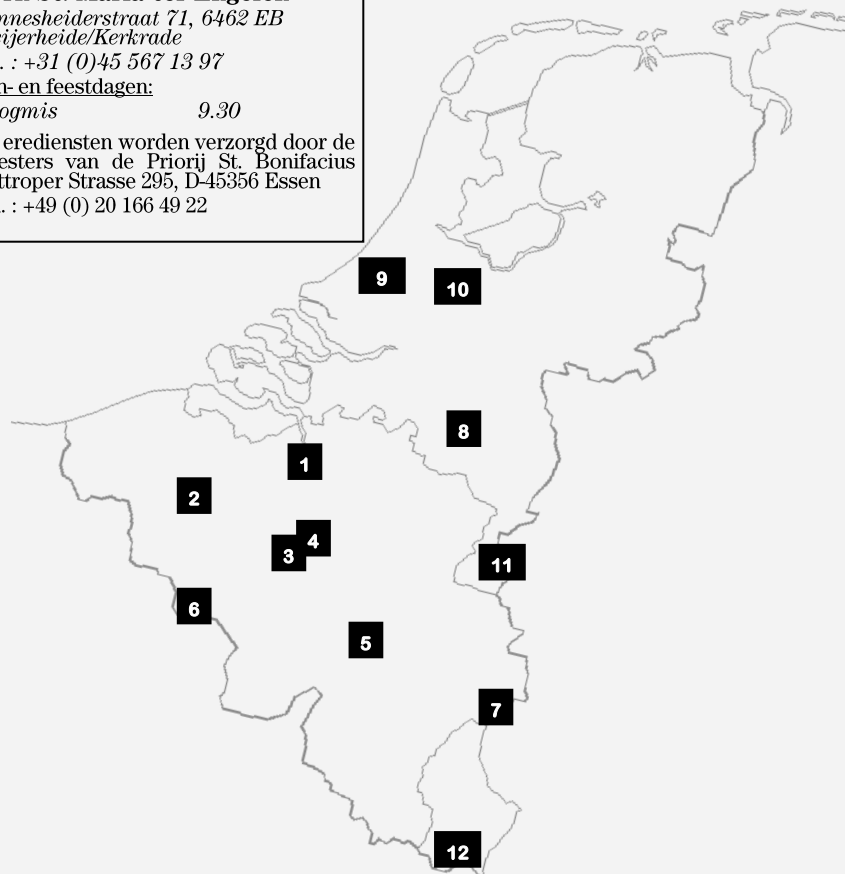 nnesheiderstraat 71, 6462 EB
ijerheide/Kerkrade
. : +31 (0)45 567 13 97
n- en feestdagen:
ogmis 9.30
erediensten worden verzorgd door de
esters van de Priorij St. Bonifacius
ttroper Strasse 295, D-45356 Essen
. : +49 (0) 20 166 49 22
9
10
8
1
2
4
3
11
6
5
7
12